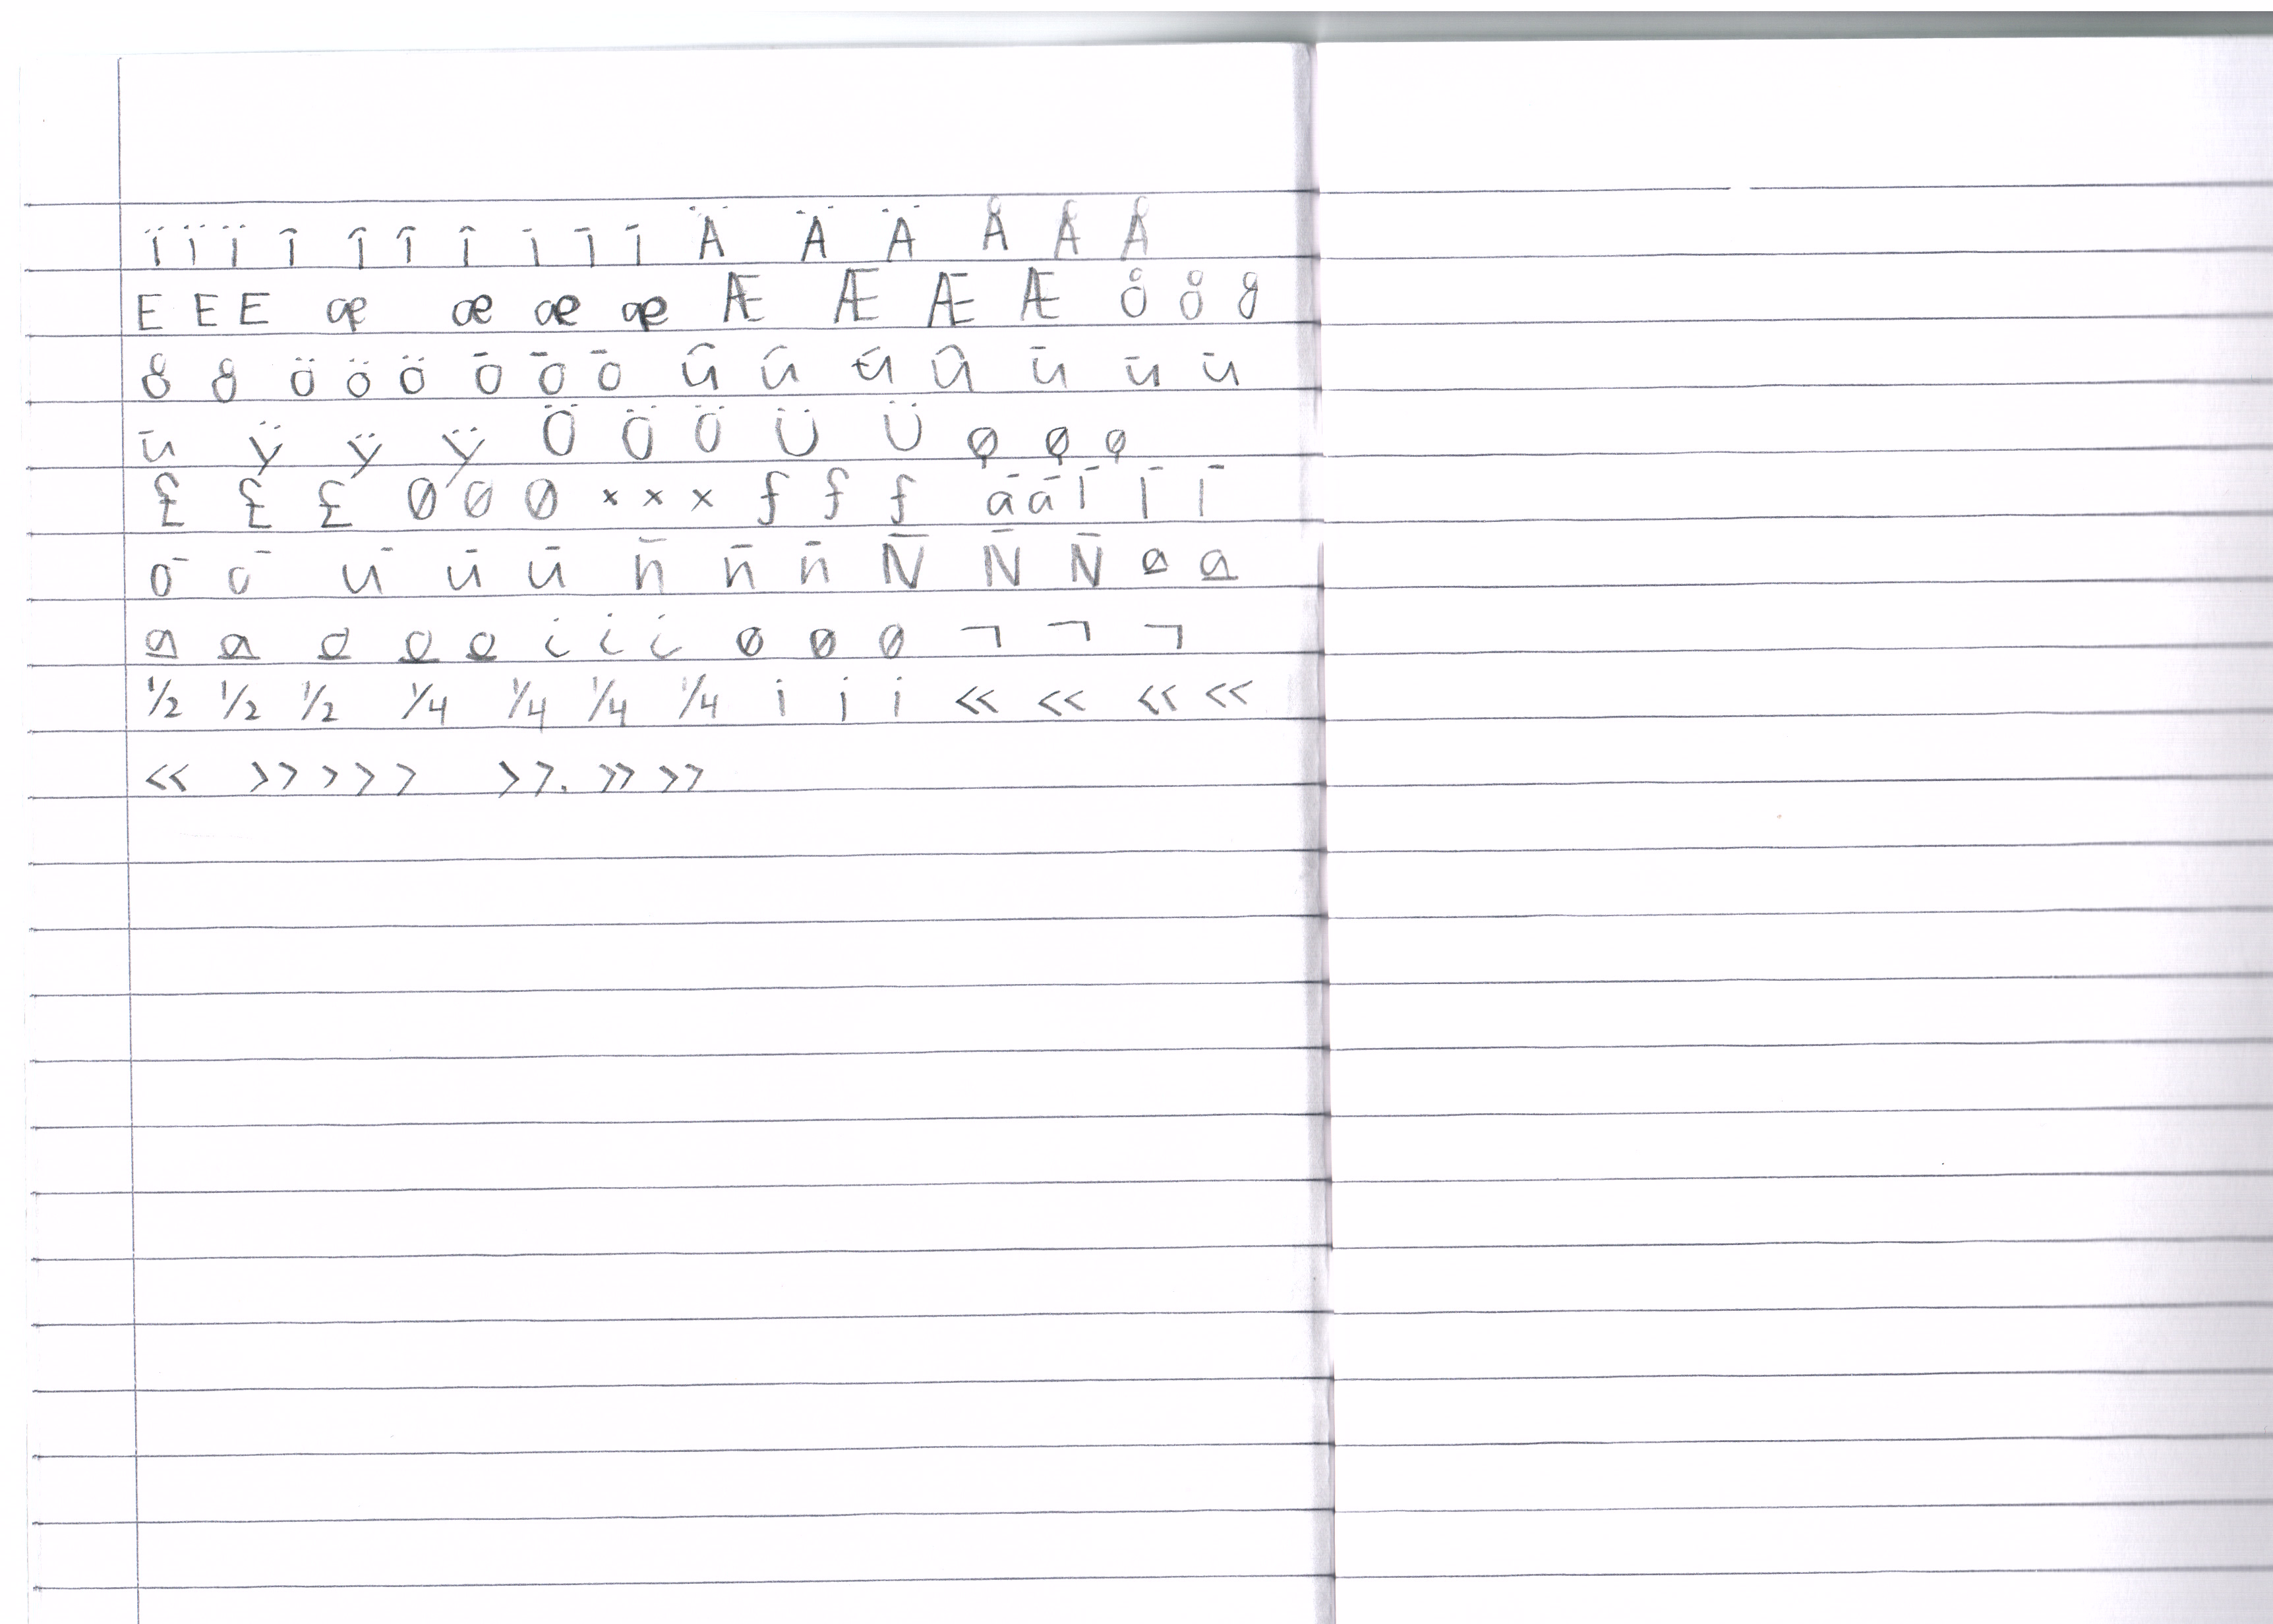 ï ï ï î î î î ī ī ī Ä Ä Ä Å Å Å
E E E æ æ æ æ Æ Æ Æ Æ o̊ o̊ o̊
o̊ o̊ ö ö ö ō ō ō û û û û ū ū ū
ū ÿ ÿ ÿ Ö Ö Ö Ü Ü ø ø ø
£ £ £ Ø Ø Ø × × × ƒ ƒ ƒ ā ā ī ī ī
ō ō ū ū ū n̄ n̄ n̄ N̄ N̄ N̄ a a̲
a̲ a̲ o̲ o̲ o̲ i i i ø ø ø ¬ ¬ ¬
½ ½ ½ ¼ ¼ ¼ ¼ i i i << << << <<
<< >> >> > >>. >> >>